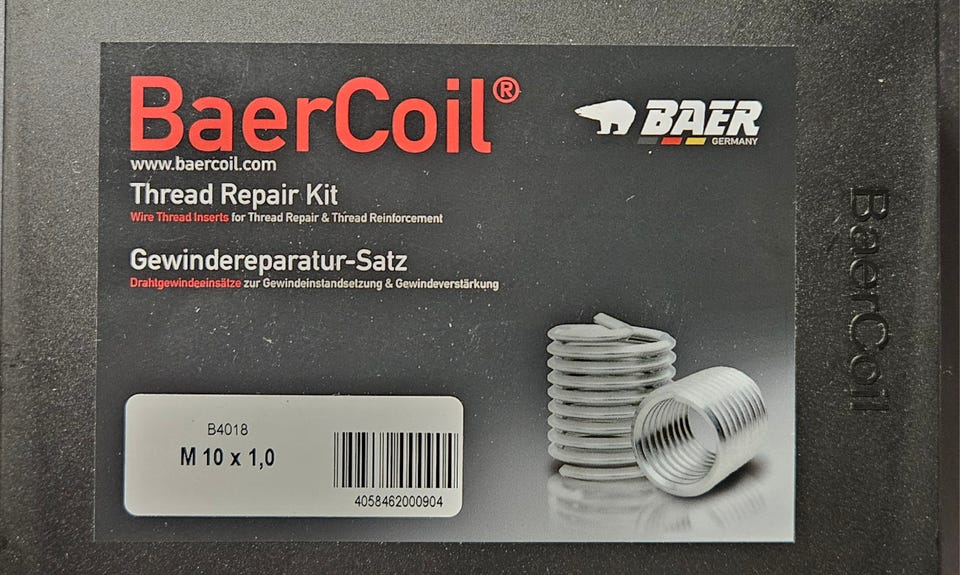 BaerCoil®
www.baercoil.com
Thread Repair Kit
Wire Thread Inserts for Thread Repair & Thread Reinforcement
Gewindereparatur-Satz
Drahtgewindeeinsätze zur Gewindeinstandsetzung & Gewindeverstärkung
BAER
GERMANY
B4018
M 10 x 1,0
4058462000904
BaerCoil